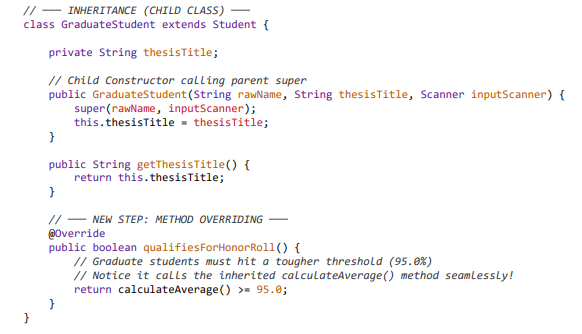 // —— INHERITANCE (CHILD CLASS) ——
class GraduateStudent extends Student {
private String thesisTitle;
// Child Constructor calling parent super
public GraduateStudent(String rawName, String thesisTitle, Scanner inputScanner) {
super(rawName, inputScanner);
this.thesisTitle = thesisTitle;
}
public String getThesisTitle() {
return this.thesisTitle;
}
// —— NEW STEP: METHOD OVERRIDING ——
@Override
public boolean qualifiesForHonorRoll() {
// Graduate students must hit a tougher threshold (95.0%)
// Notice it calls the inherited calculateAverage() method seamlessly!
return calculateAverage() >= 95.0;
}
}